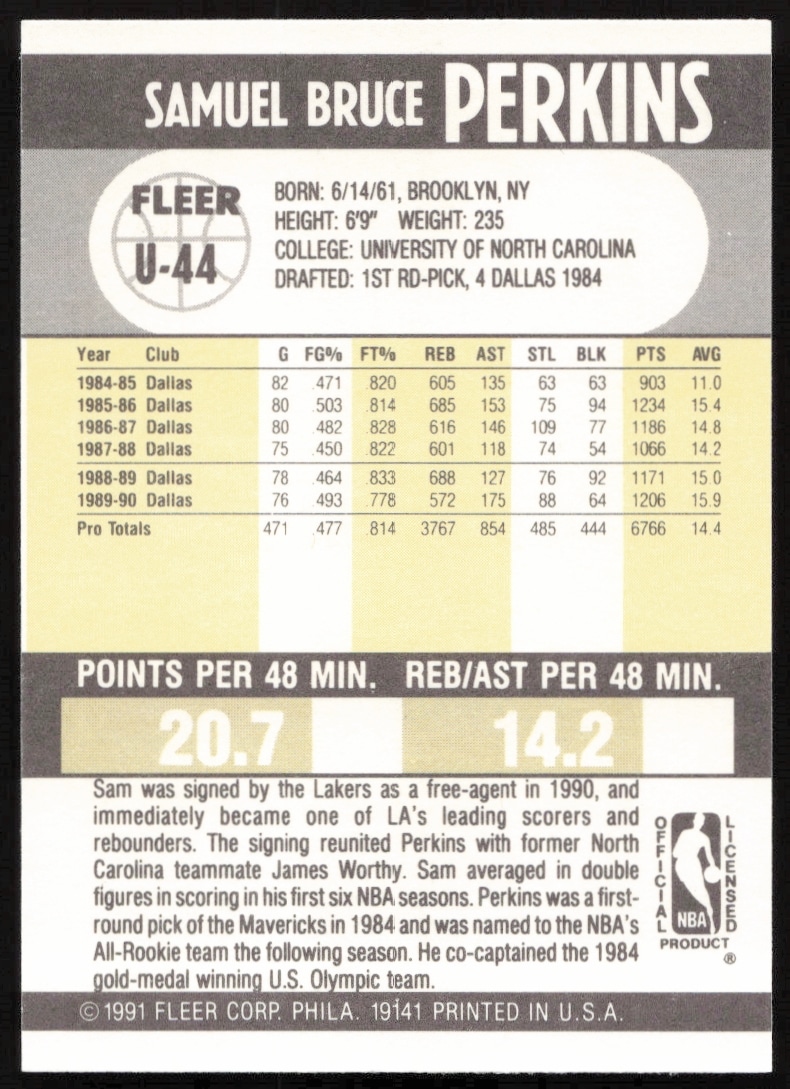 SAMUEL BRUCE PERKINS
FLEER
U-44
BORN: 6/14/61, BROOKLYN, NY
HEIGHT: 6'9" WEIGHT: 235
COLLEGE: UNIVERSITY OF NORTH CAROLINA
DRAFTED: 1ST RD-PICK, 4 DALLAS 1984
Year Club G FG% FT% REB AST STL BLK PTS AVG
1984-85 Dallas 82 .471 .820 605 135 63 63 903 11.0
1985-86 Dallas 80 .503 .814 685 153 75 94 1234 15.4
1986-87 Dallas 80 .482 .828 616 146 109 77 1186 14.8
1987-88 Dallas 75 .450 .822 601 118 74 54 1066 14.2
1988-89 Dallas 78 .464 .833 688 127 76 92 1171 15.0
1989-90 Dallas 76 .493 .778 572 175 88 64 1206 15.9
Pro Totals 471 .477 .814 3767 854 485 444 6766 14.4
POINTS PER 48 MIN. REB/AST PER 48 MIN.
20.7 14.2
Sam was signed by the Lakers as a free-agent in 1990, and
immediately became one of LA's leading scorers and
rebounders. The signing reunited Perkins with former North
Carolina teammate James Worthy. Sam averaged in double
figures in scoring in his first six NBA seasons. Perkins was a first-
round pick of the Mavericks in 1984 and was named to the NBA's
All-Rookie team the following season. He co-captained the 1984
gold-medal winning U.S. Olympic team.
OFFICIAL LICENSED
NBA
PRODUCT
®
© 1991 FLEER CORP. PHILA. 19141 PRINTED IN U.S.A.